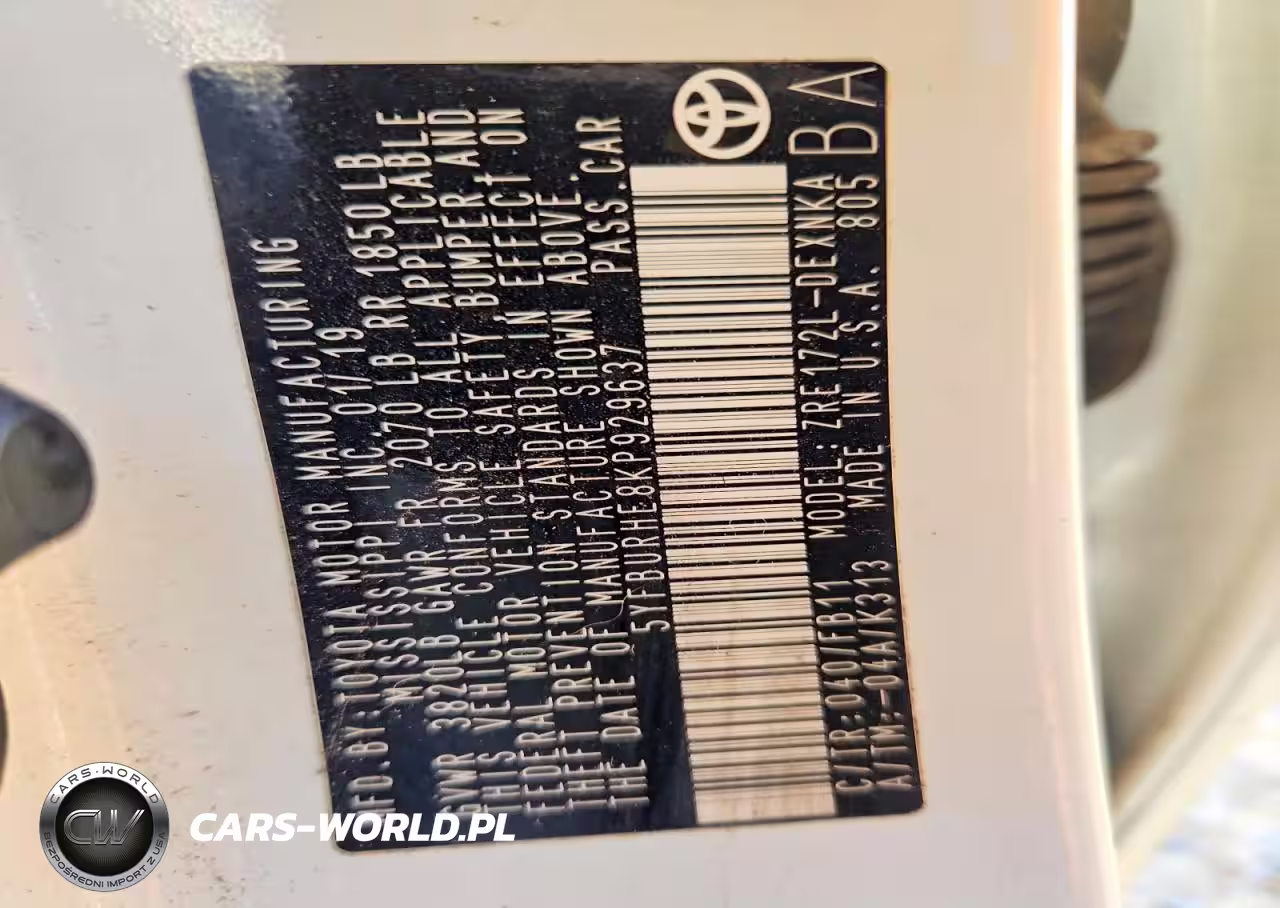 MFD.BY:TOYOTA MOTOR MANUFACTURING
MISSISSIPPI INC. 01/19
GVWR 3820LB GAWR FR 2070 LB RR 1850LB
THIS VEHICLE CONFORMS TO ALL APPLICABLE
FEDERAL MOTOR VEHICLE SAFETY, BUMPER AND
THEFT PREVENTION STANDARDS IN EFFECT ON
THE DATE OF MANUFACTURE SHOWN ABOVE.
5YFBURHE8KP929637 PASS.CAR
C/TR:040/FB11 MODEL:ZRE172L-DEXNKA
A/TM:-04A/K313 MADE IN U.S.A. 805
BA
CARS-WORLD
CW
BEZPOŚREDNI IMPORT Z USA
CARS-WORLD.PL